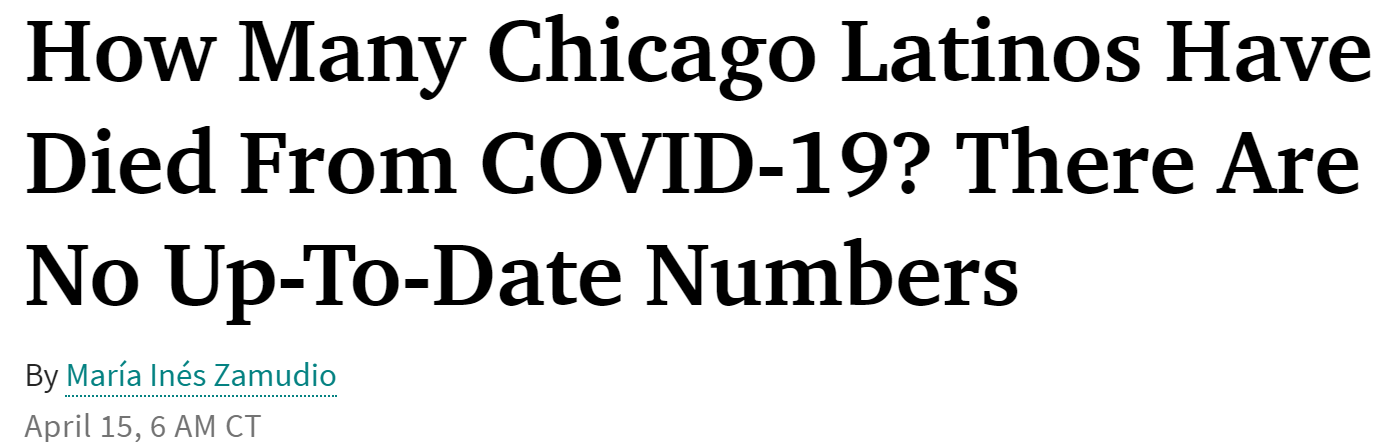 How Many Chicago Latinos Have
Died From COVID-19? There Are
No Up-To-Date Numbers
By María Inés Zamudio
April 15, 6 AM CT